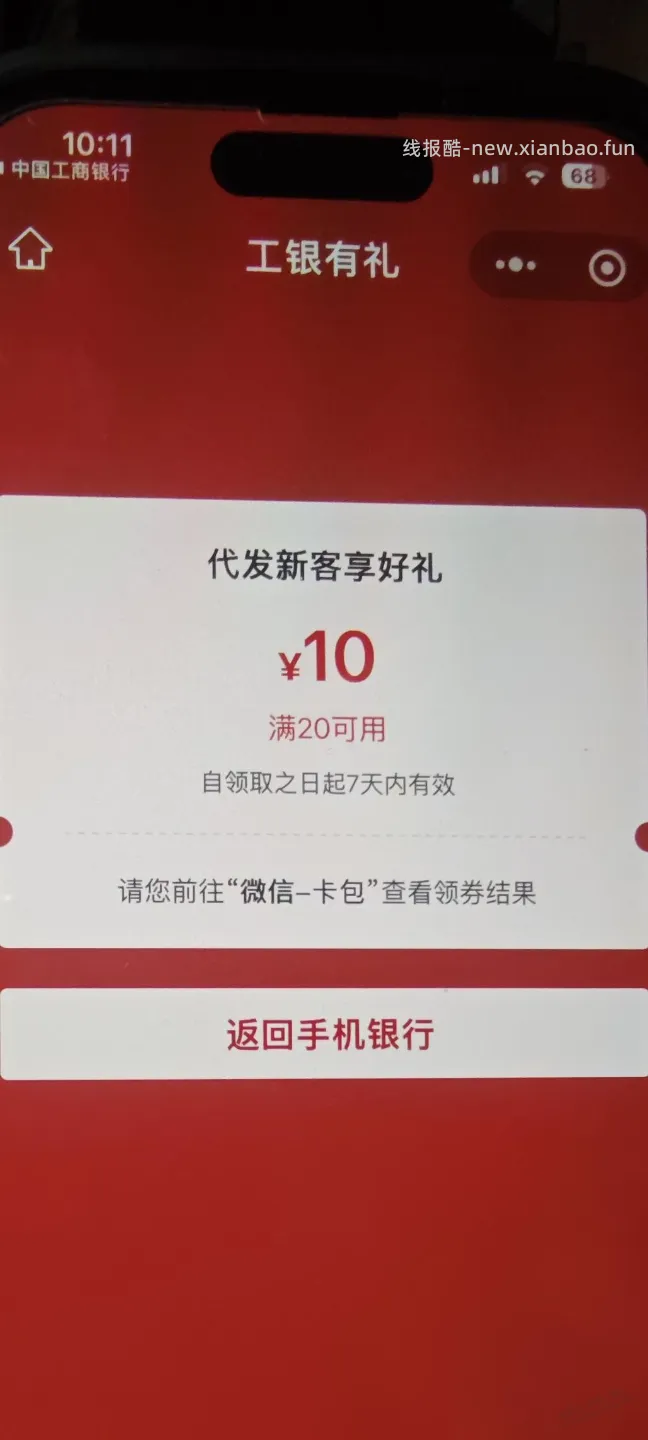 10:11
线报酷-new.xianbao.fun
中国工商银行
68
工银有礼
代发新客享好礼
¥10
满20可用
自领取之日起7天内有效
请您前往“微信–卡包”查看领券结果
返回手机银行